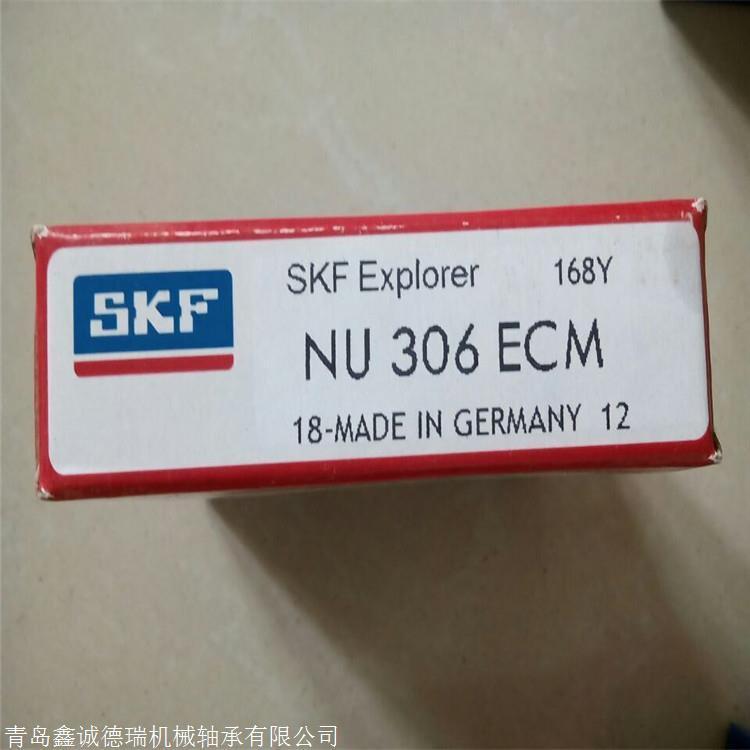 SKF
SKF Explorer 168Y
NU 306 ECM
18-MADE IN GERMANY 12
青岛鑫诚德瑞机械轴承有限公司